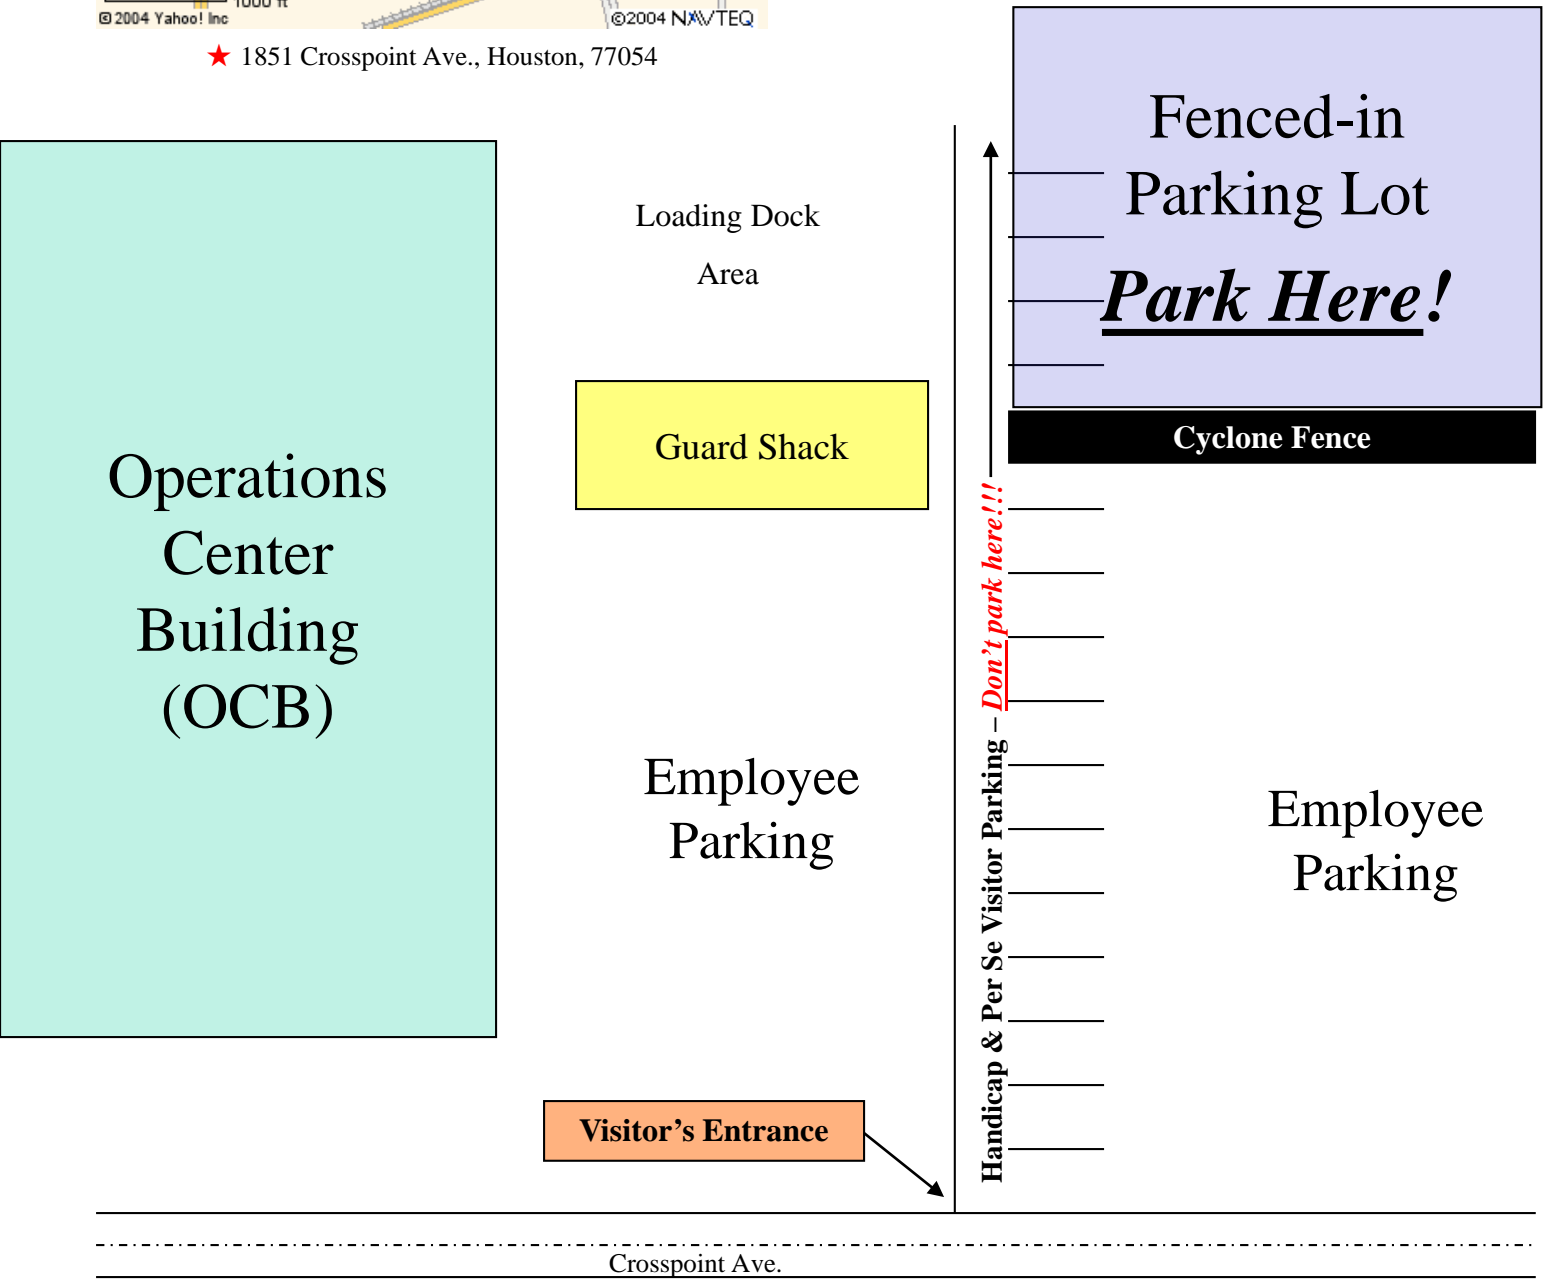 1000 ft
© 2004 Yahoo! Inc
©2004 NAVTEQ
★ 1851 Crosspoint Ave., Houston, 77054
Fenced-in
Parking Lot
Park Here!
Loading Dock
Area
Guard Shack
Cyclone Fence
Operations
Center
Building
(OCB)
Handicap & Per Se Visitor Parking – Don’t park here!!!
Employee
Parking
Employee
Parking
Visitor’s Entrance
Crosspoint Ave.